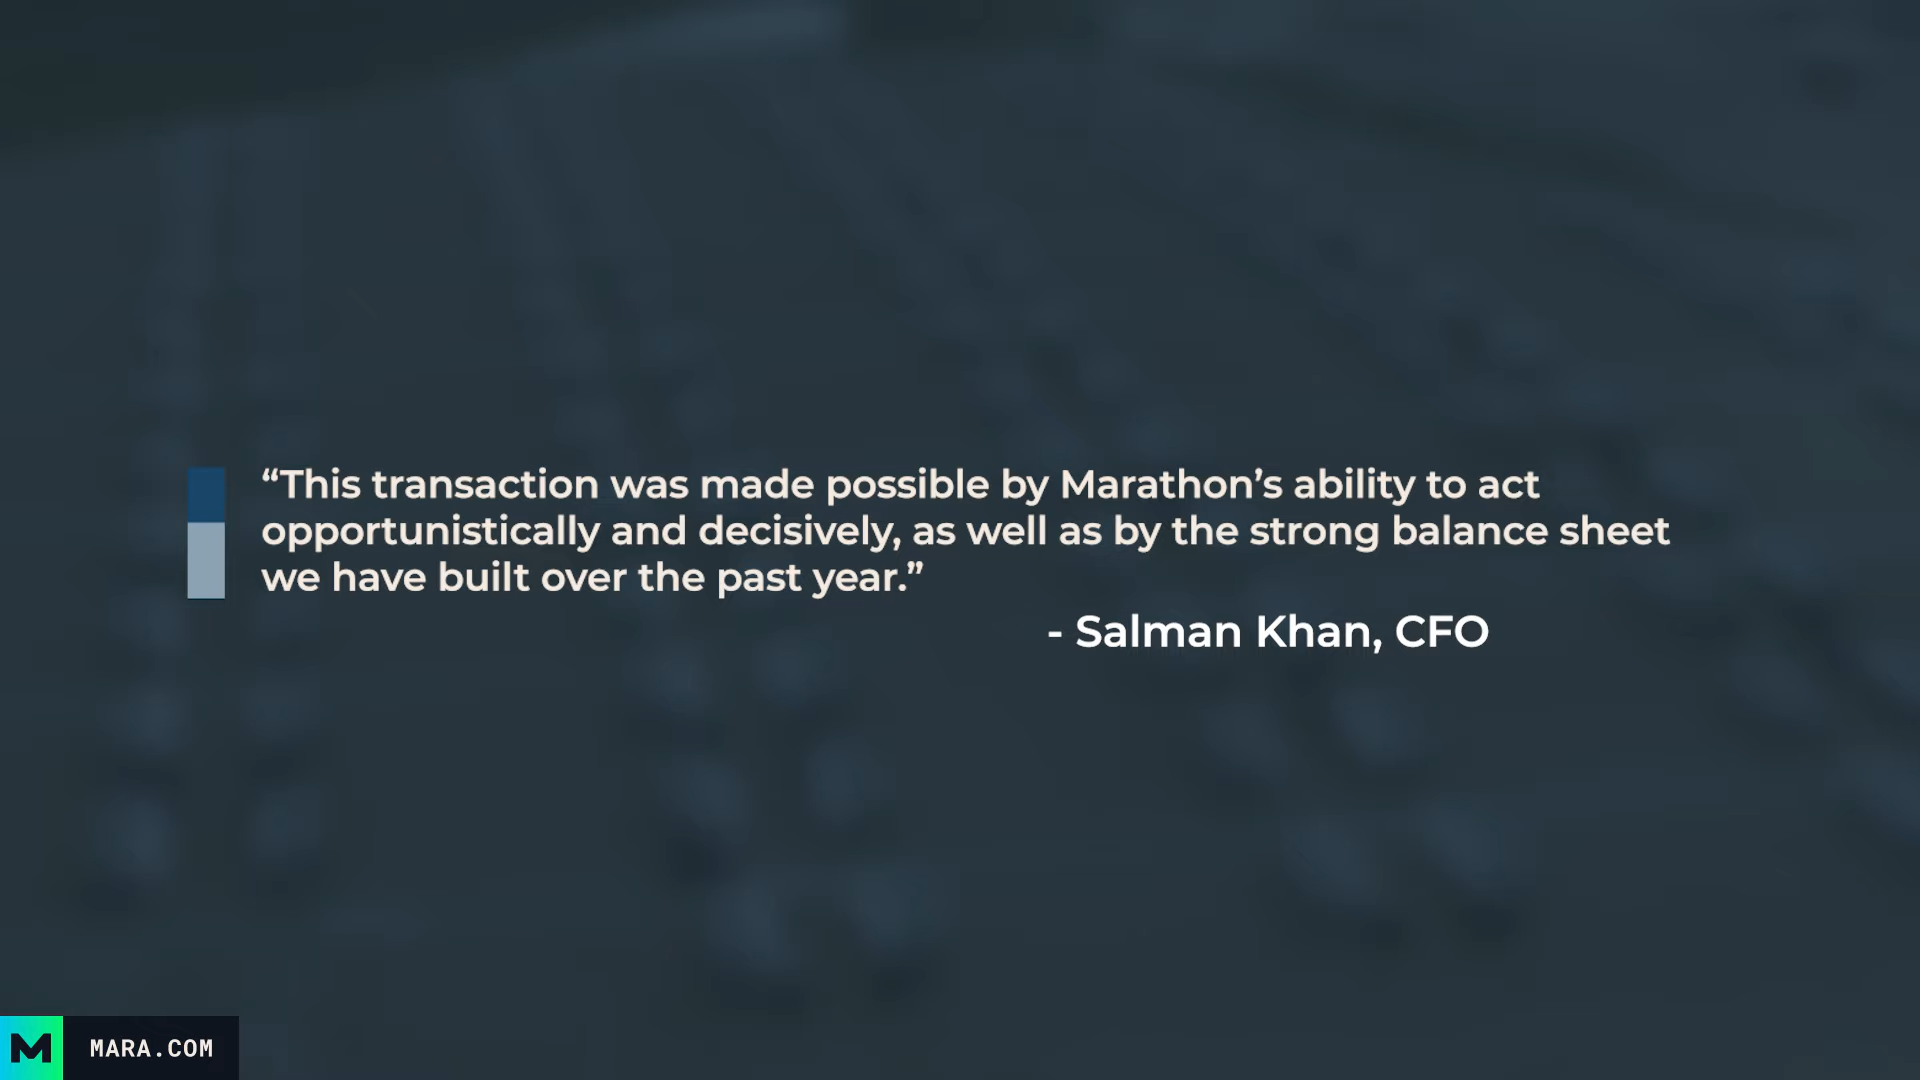 “This transaction was made possible by Marathon’s ability to act
opportunistically and decisively, as well as by the strong balance sheet
we have built over the past year.”
- Salman Khan, CFO
MARA.COM